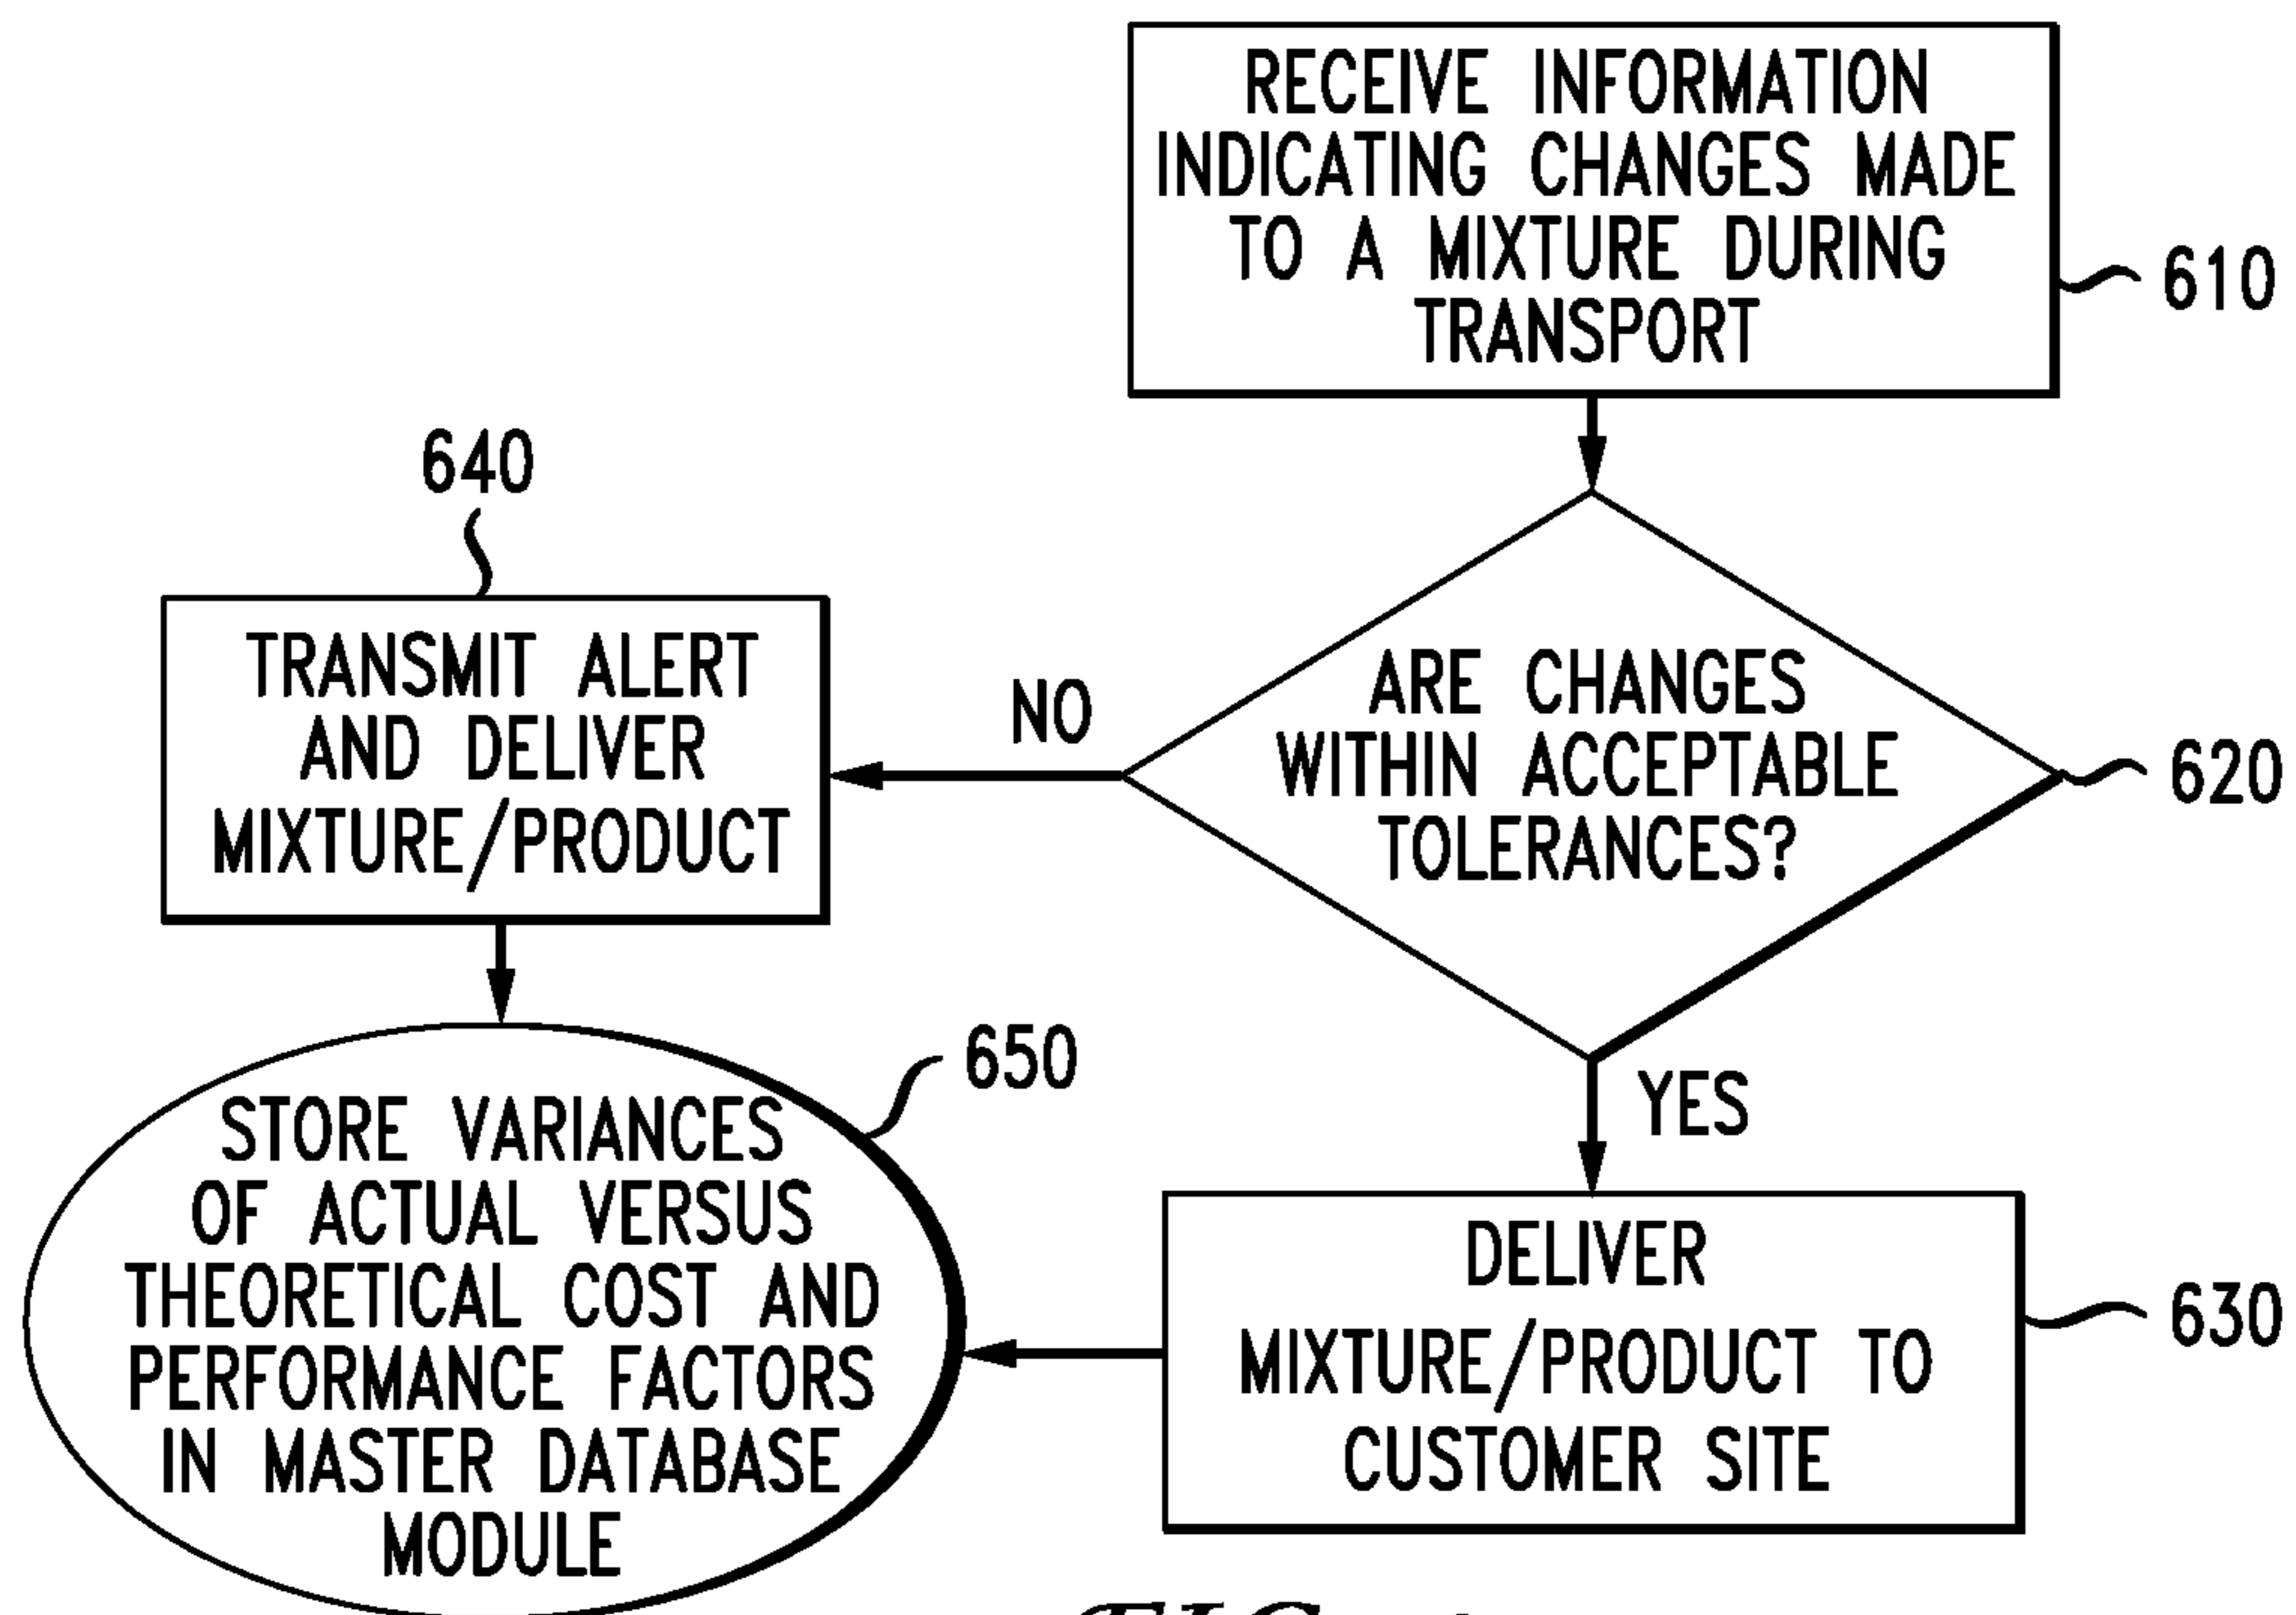 RECEIVE INFORMATION
INDICATING CHANGES MADE
TO A MIXTURE DURING
TRANSPORT
610
640
TRANSMIT ALERT
AND DELIVER
MIXTURE/PRODUCT
NO
ARE CHANGES
WITHIN ACCEPTABLE
TOLERANCES?
620
650
YES
STORE VARIANCES
OF ACTUAL VERSUS
THEORETICAL COST AND
PERFORMANCE FACTORS
IN MASTER DATABASE
MODULE
DELIVER
MIXTURE/PRODUCT TO
CUSTOMER SITE
630